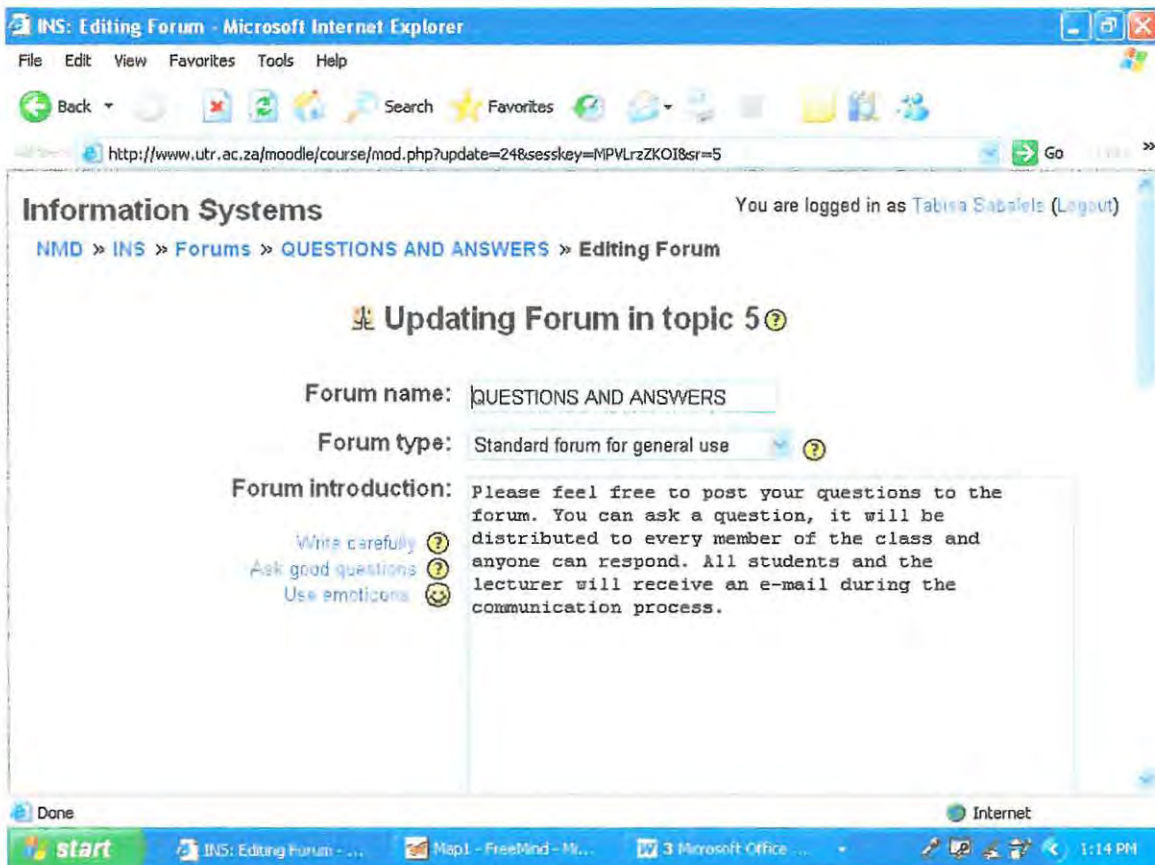 INS: Editing Forum - Microsoft Internet Explorer
File Edit View Favorites Tools Help
Back Search Favorites
http://www.utr.ac.za/moodle/course/mod.php?update=24&sesskey=MPVLrzZKOI&sr=5 Go »
Information Systems
You are logged in as Tabisa Sabalele (Logout)
NMD » INS » Forums » QUESTIONS AND ANSWERS » Editing Forum
Updating Forum in topic 5
Forum name: QUESTIONS AND ANSWERS
Forum type: Standard forum for general use
Forum introduction:
Write carefully
Ask good questions
Use emoticons
Please feel free to post your questions to the
forum. You can ask a question, it will be
distributed to every member of the class and
anyone can respond. All students and the
lecturer will receive an e-mail during the
communication process.
Done Internet
start INS: Editing Forum - ... Map1 - FreeMind - Mi... 3 Microsoft Office ... 1:14 PM